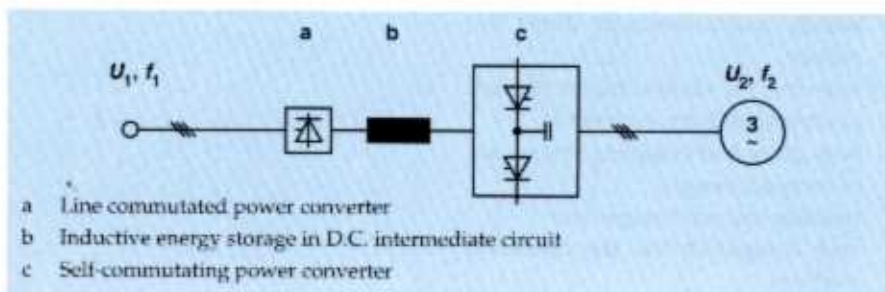 a b c
U₁, f₁ U₂, f₂
3
~
a Line commutated power converter
b Inductive energy storage in D.C. intermediate circuit
c Self-commutating power converter